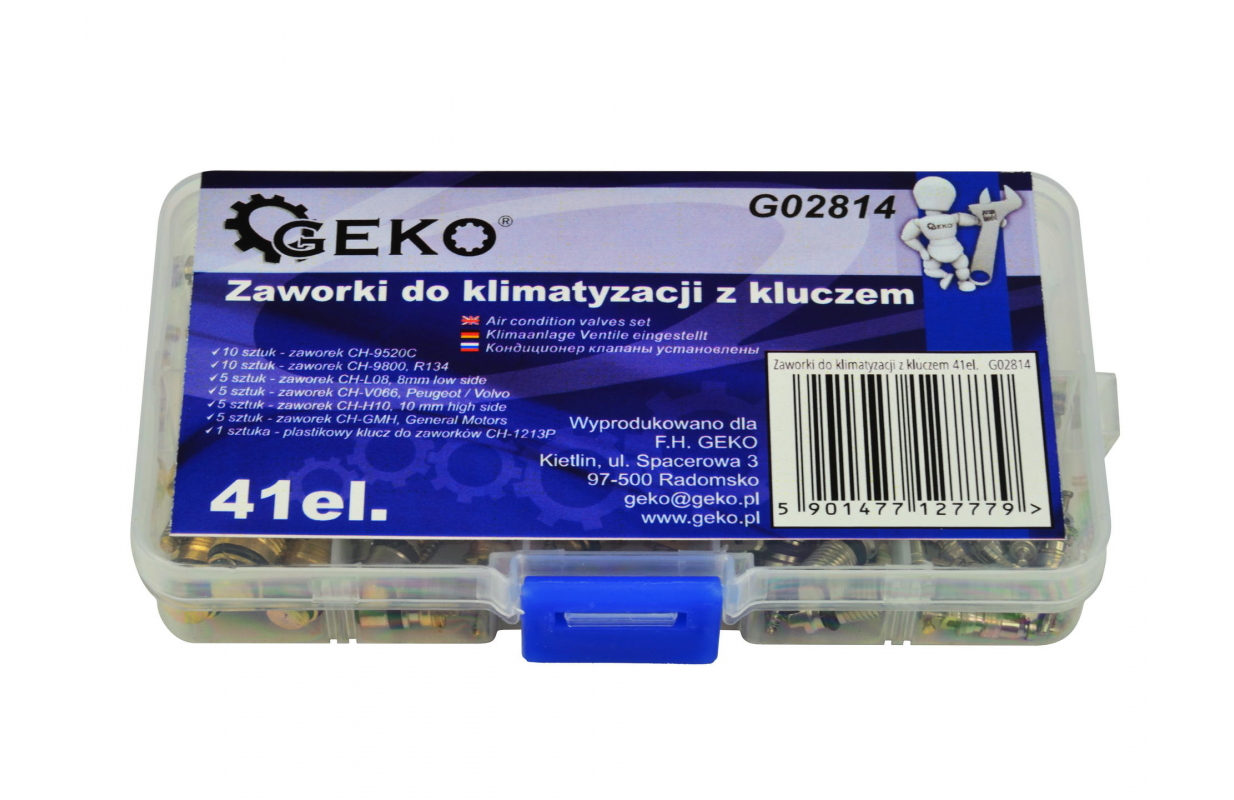 GEKO®
G02814
GEKO
Zaworki do klimatyzacji z kluczem
Air condition valves set
Klimaanlage Ventile eingestellt
Кондиционер клапаны установлены
✓10 sztuk - zaworek CH-9520C
✓10 sztuk - zaworek CH-9800, R134
✓5 sztuk - zaworek CH-L08, 8mm low side
✓5 sztuk - zaworek CH-V066, Peugeot / Volvo
✓5 sztuk - zaworek CH-H10, 10 mm high side
✓5 sztuk - zaworek CH-GMH, General Motors
✓1 sztuka - plastikowy klucz do zaworków CH-1213P
41el.
Wyprodukowano dla
F.H. GEKO
Kietlin, ul. Spacerowa 3
97-500 Radomsko
geko@geko.pl
www.geko.pl
Zaworki do klimatyzacji z kluczem 41el. G02814
5 901477 127779 >